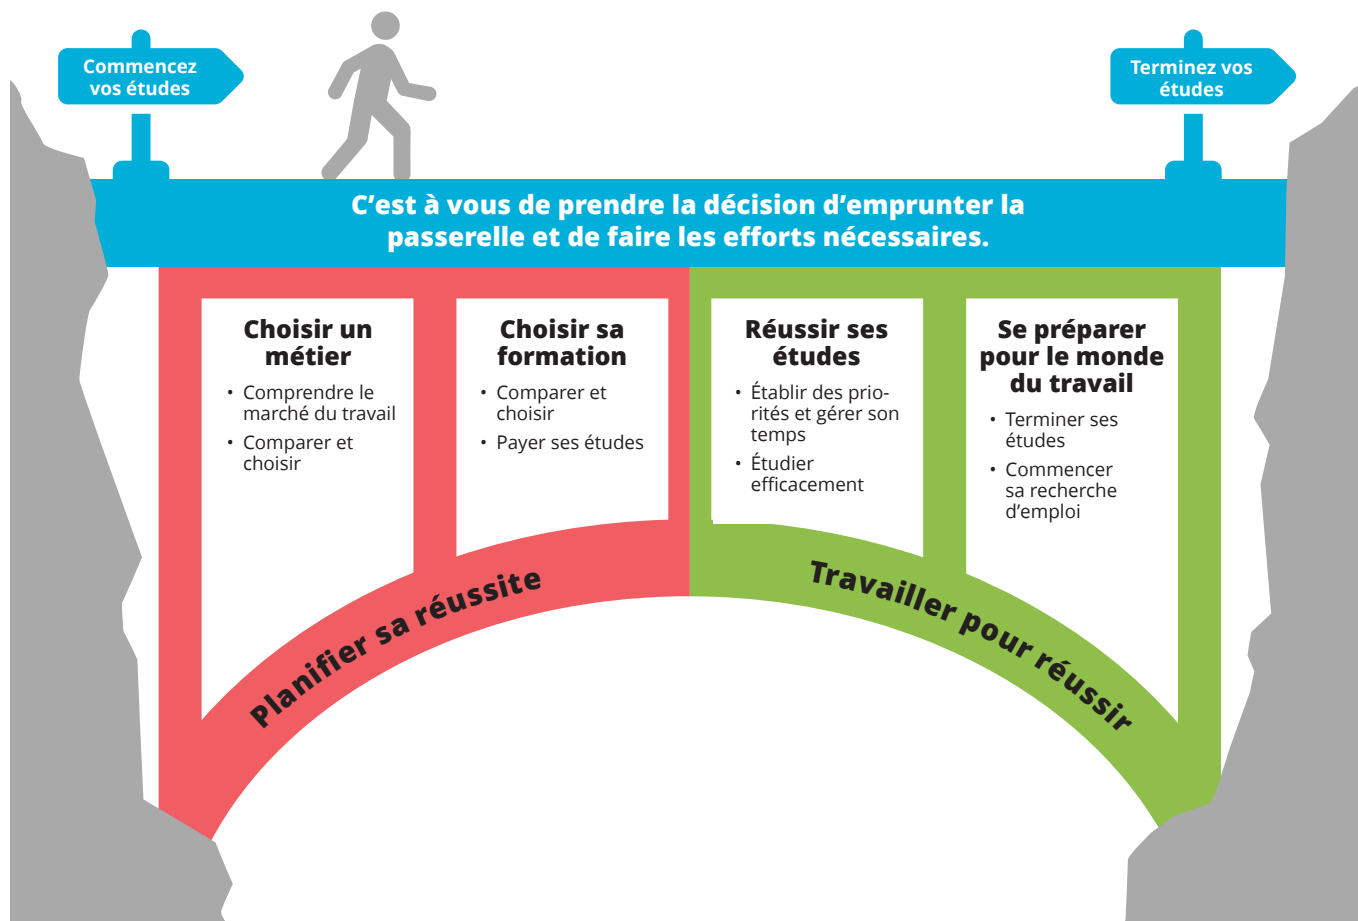 Commencez
vos études
Terminez vos
études
C’est à vous de prendre la décision d’emprunter la
passerelle et de faire les efforts nécessaires.
Choisir un
métier
• Comprendre le
marché du travail
• Comparer et
choisir
Choisir sa
formation
• Comparer et
choisir
• Payer ses études
Réussir ses
études
• Établir des prio-
rités et gérer son
temps
• Étudier
efficacement
Se préparer
pour le monde
du travail
• Terminer ses
études
• Commencer
sa recherche
d’emploi
Planifier sa réussite
Travailler pour réussir